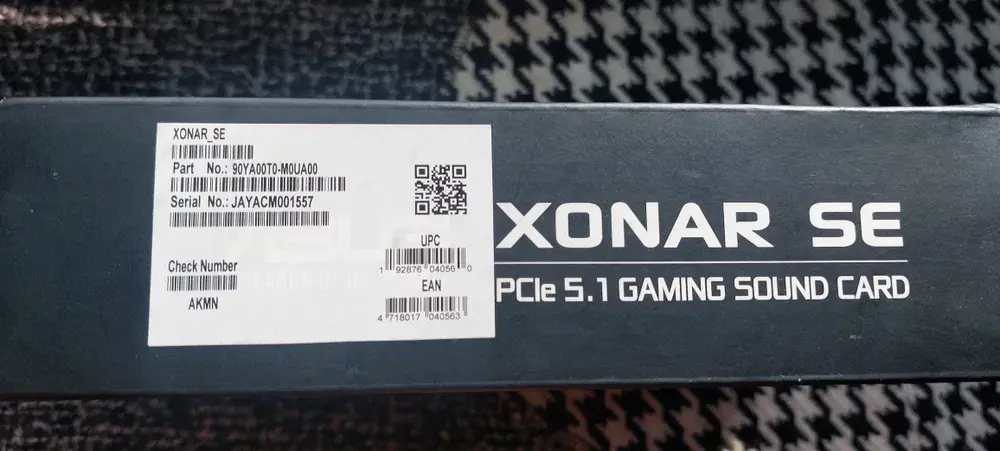 XONAR_SE
Part No.: 90YA00T0-M0UA00
Serial No.: JAYACM001557
UPC
1 92876 04056 0
Check Number
EAN
AKMN
4 718017 040563
XONAR SE
PCIe 5.1 GAMING SOUND CARD